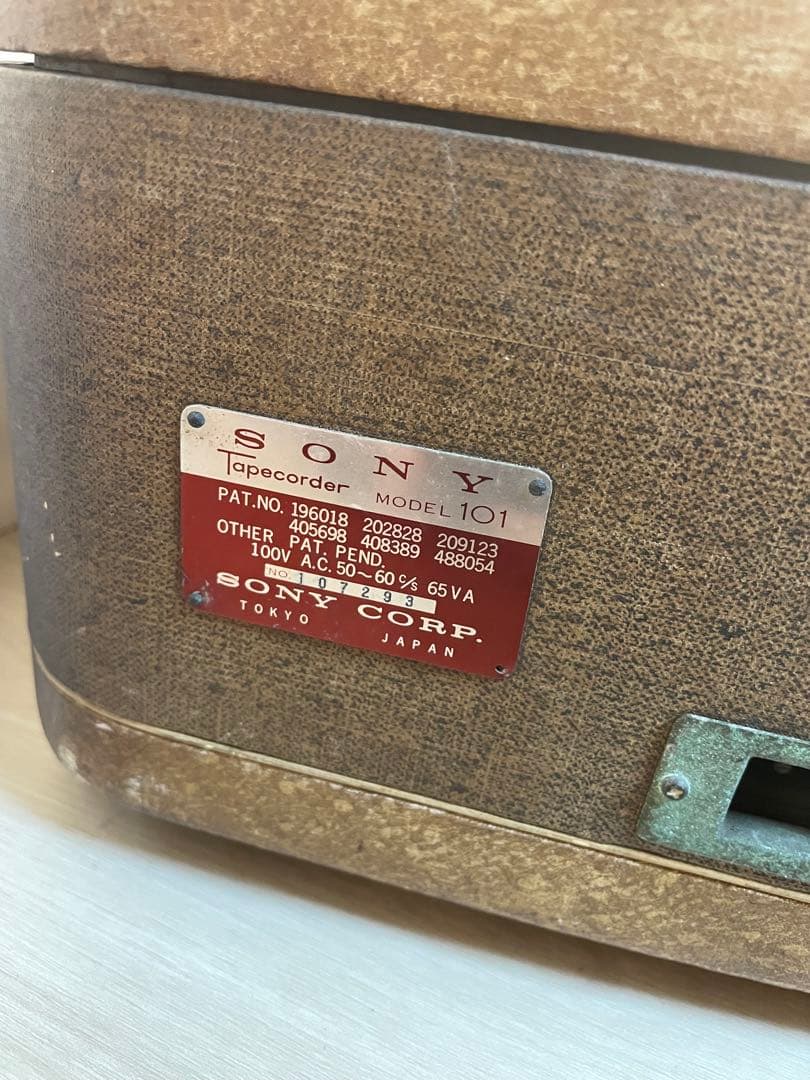 SONY
Tapecorder MODEL 101
PAT.NO. 196018 202828 209123
405698 408389 488054
OTHER PAT. PEND.
100V A.C. 50~60 c/s 65VA
NO. 107293
SONY CORP.
TOKYO JAPAN